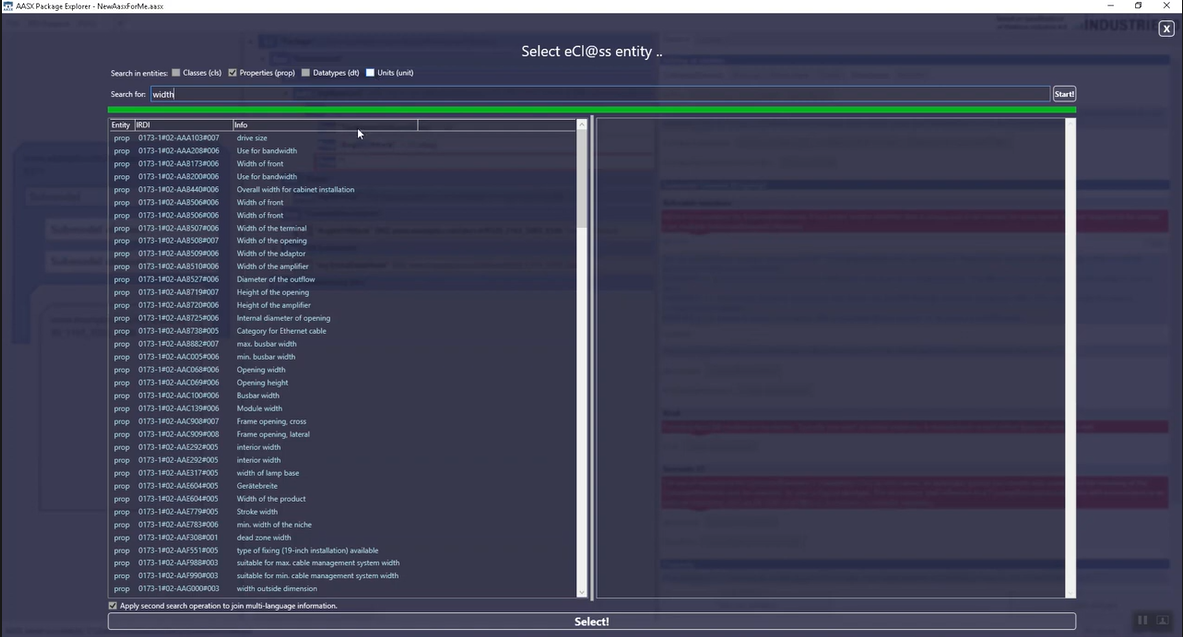 AASX Package Explorer - NewAasxForMe.aasx
INDUSTRIE
X
Select eCl@ss entity ..
Search in entities: Classes (cls) Properties (prop) Datatypes (dt) Units (unit)
Search for: width Start!
Entity IRDI Info
prop 0173-1#02-AAA103#007 drive size
prop 0173-1#02-AAA208#006 Use for bandwidth
prop 0173-1#02-AAB173#006 Width of front
prop 0173-1#02-AAB200#006 Use for bandwidth
prop 0173-1#02-AAB440#006 Overall width for cabinet installation
prop 0173-1#02-AAB506#006 Width of front
prop 0173-1#02-AAB506#006 Width of front
prop 0173-1#02-AAB507#006 Width of the terminal
prop 0173-1#02-AAB508#007 Width of the opening
prop 0173-1#02-AAB509#006 Width of the adaptor
prop 0173-1#02-AAB510#006 Width of the amplifier
prop 0173-1#02-AAB527#006 Diameter of the outflow
prop 0173-1#02-AAB719#007 Height of the opening
prop 0173-1#02-AAB720#006 Height of the amplifier
prop 0173-1#02-AAB725#006 Internal diameter of opening
prop 0173-1#02-AAB738#005 Category for Ethernet cable
prop 0173-1#02-AAB882#007 max. busbar width
prop 0173-1#02-AAC005#006 min. busbar width
prop 0173-1#02-AAC068#006 Opening width
prop 0173-1#02-AAC069#006 Opening height
prop 0173-1#02-AAC100#006 Busbar width
prop 0173-1#02-AAC139#006 Module width
prop 0173-1#02-AAC908#007 Frame opening, cross
prop 0173-1#02-AAC909#008 Frame opening, lateral
prop 0173-1#02-AAE292#005 interior width
prop 0173-1#02-AAE292#005 interior width
prop 0173-1#02-AAE317#005 width of lamp base
prop 0173-1#02-AAE604#005 Gerätebreite
prop 0173-1#02-AAE604#005 Width of the product
prop 0173-1#02-AAE779#005 Stroke width
prop 0173-1#02-AAE783#006 min. width of the niche
prop 0173-1#02-AAF308#001 dead zone width
prop 0173-1#02-AAF551#005 type of fixing (19-inch installation) available
prop 0173-1#02-AAF988#003 suitable for max. cable management system width
prop 0173-1#02-AAF990#003 suitable for min. cable management system width
prop 0173-1#02-AAG000#003 width outside dimension
Apply second search operation to join multi-language information.
Select!